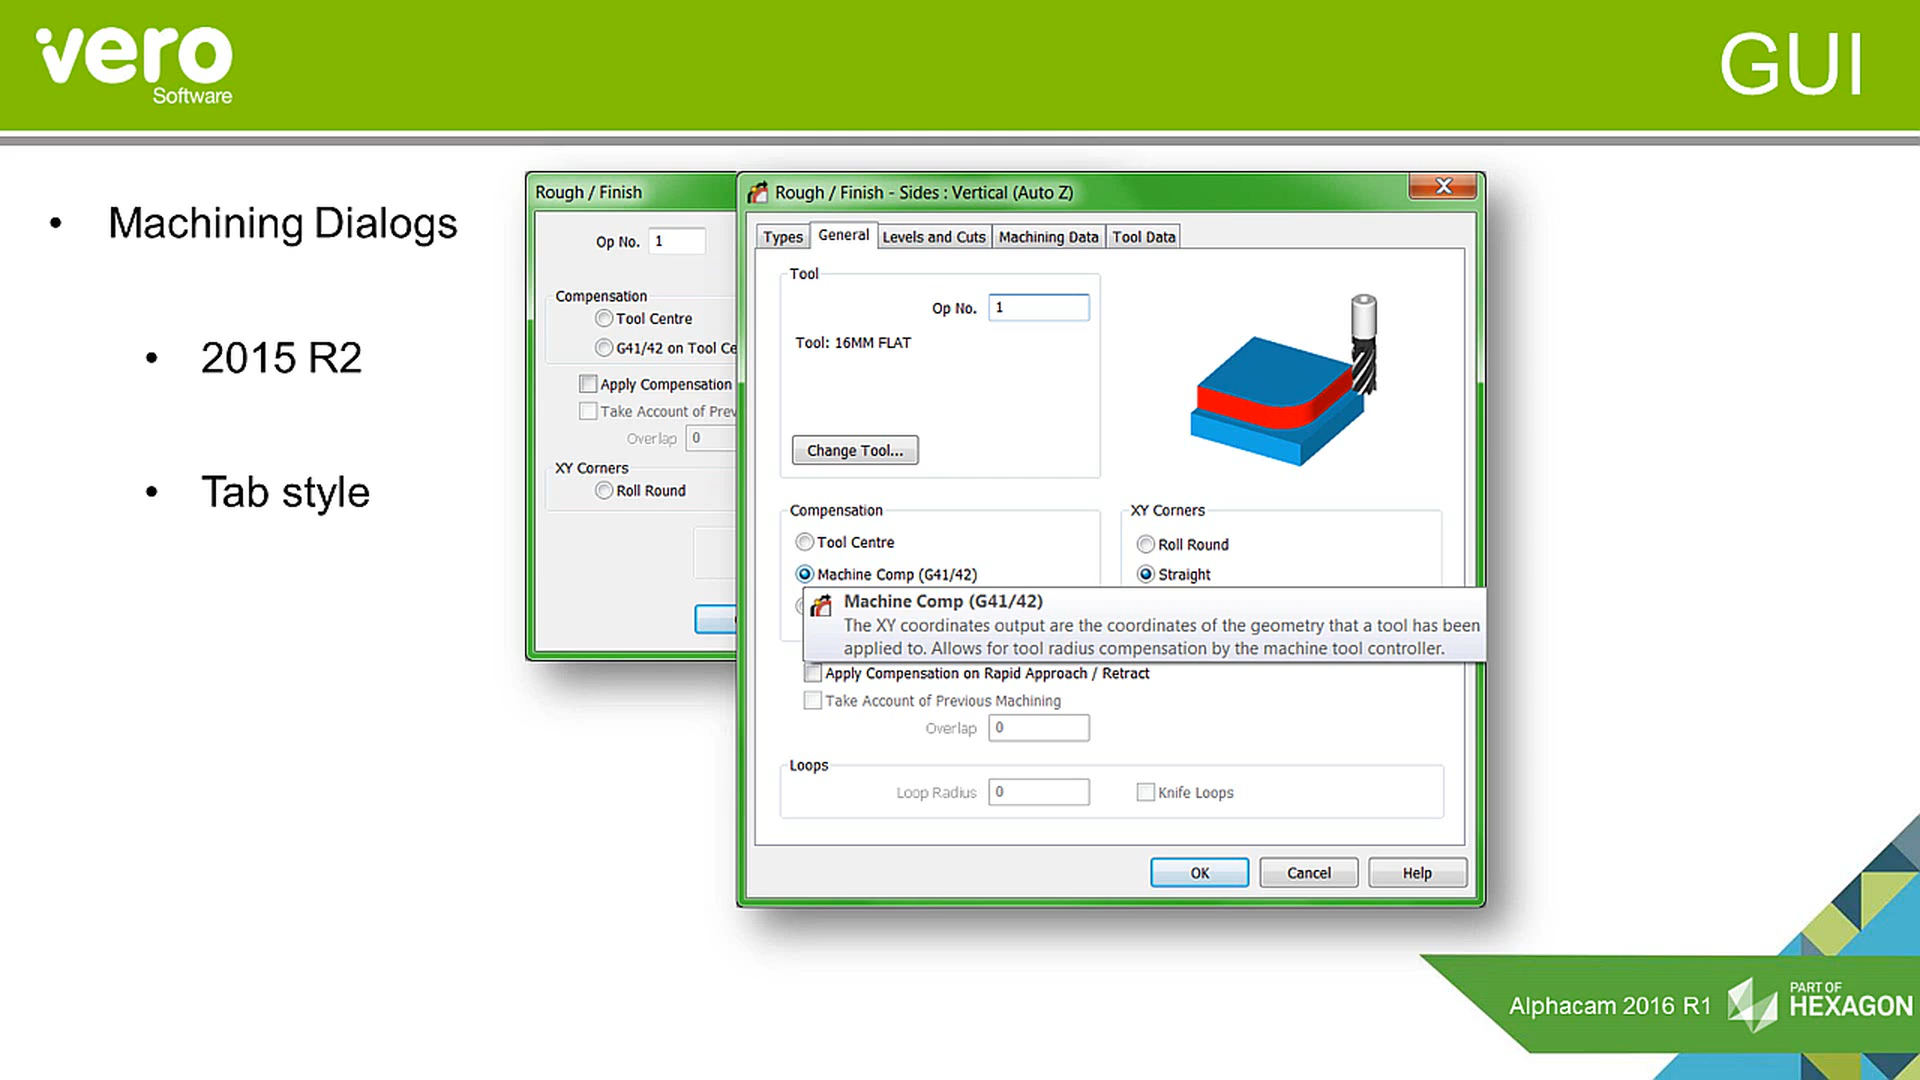 vero
Software
GUI
• Machining Dialogs
• 2015 R2
• Tab style
Rough / Finish
Op No. 1
Compensation
Tool Centre
G41/42 on Tool Ce
Apply Compensation
Take Account of Prev
Overlap 0
XY Corners
Roll Round
Rough / Finish - Sides : Vertical (Auto Z)
Types General Levels and Cuts Machining Data Tool Data
Tool
Op No. 1
Tool: 16MM FLAT
Change Tool...
Compensation
Tool Centre
Machine Comp (G41/42)
XY Corners
Roll Round
Straight
Machine Comp (G41/42)
The XY coordinates output are the coordinates of the geometry that a tool has been
applied to. Allows for tool radius compensation by the machine tool controller.
Apply Compensation on Rapid Approach / Retract
Take Account of Previous Machining
Overlap 0
Loops
Loop Radius 0 Knife Loops
OK Cancel Help
Alphacam 2016 R1
PART OF
HEXAGON